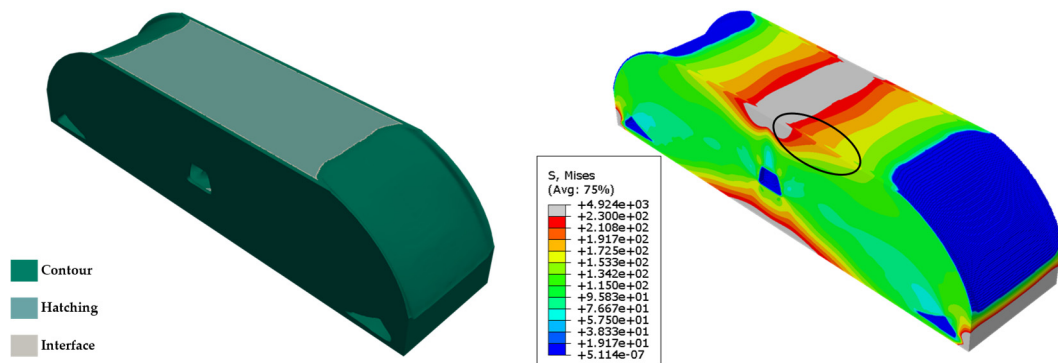 Contour
Hatching
Interface
S, Mises
(Avg: 75%)
+4.924e+03
+2.300e+02
+2.108e+02
+1.917e+02
+1.725e+02
+1.533e+02
+1.342e+02
+1.150e+02
+9.583e+01
+7.667e+01
+5.750e+01
+3.833e+01
+1.917e+01
+5.114e-07